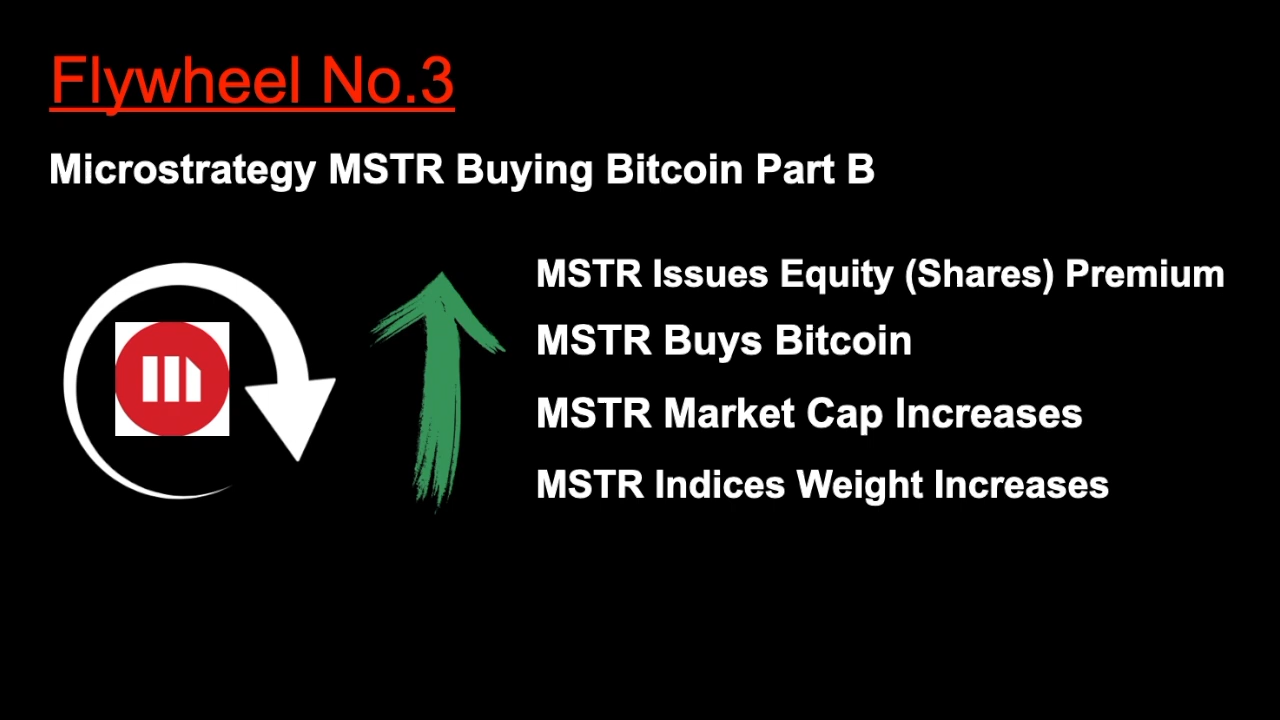 Flywheel No.3
Microstrategy MSTR Buying Bitcoin Part B
MSTR Issues Equity (Shares) Premium
MSTR Buys Bitcoin
MSTR Market Cap Increases
MSTR Indices Weight Increases